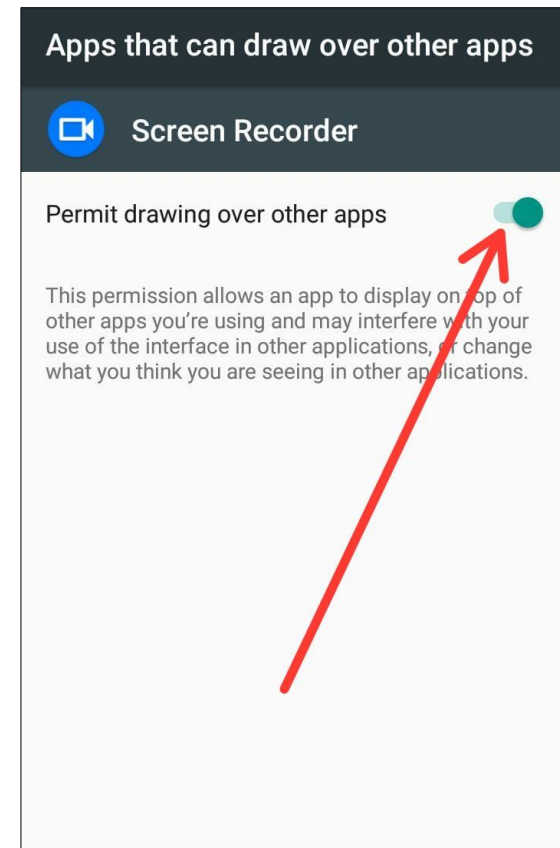 Apps that can draw over other apps
Screen Recorder
Permit drawing over other apps
This permission allows an app to display on top of
other apps you're using and may interfere with your
use of the interface in other applications, or change
what you think you are seeing in other applications.